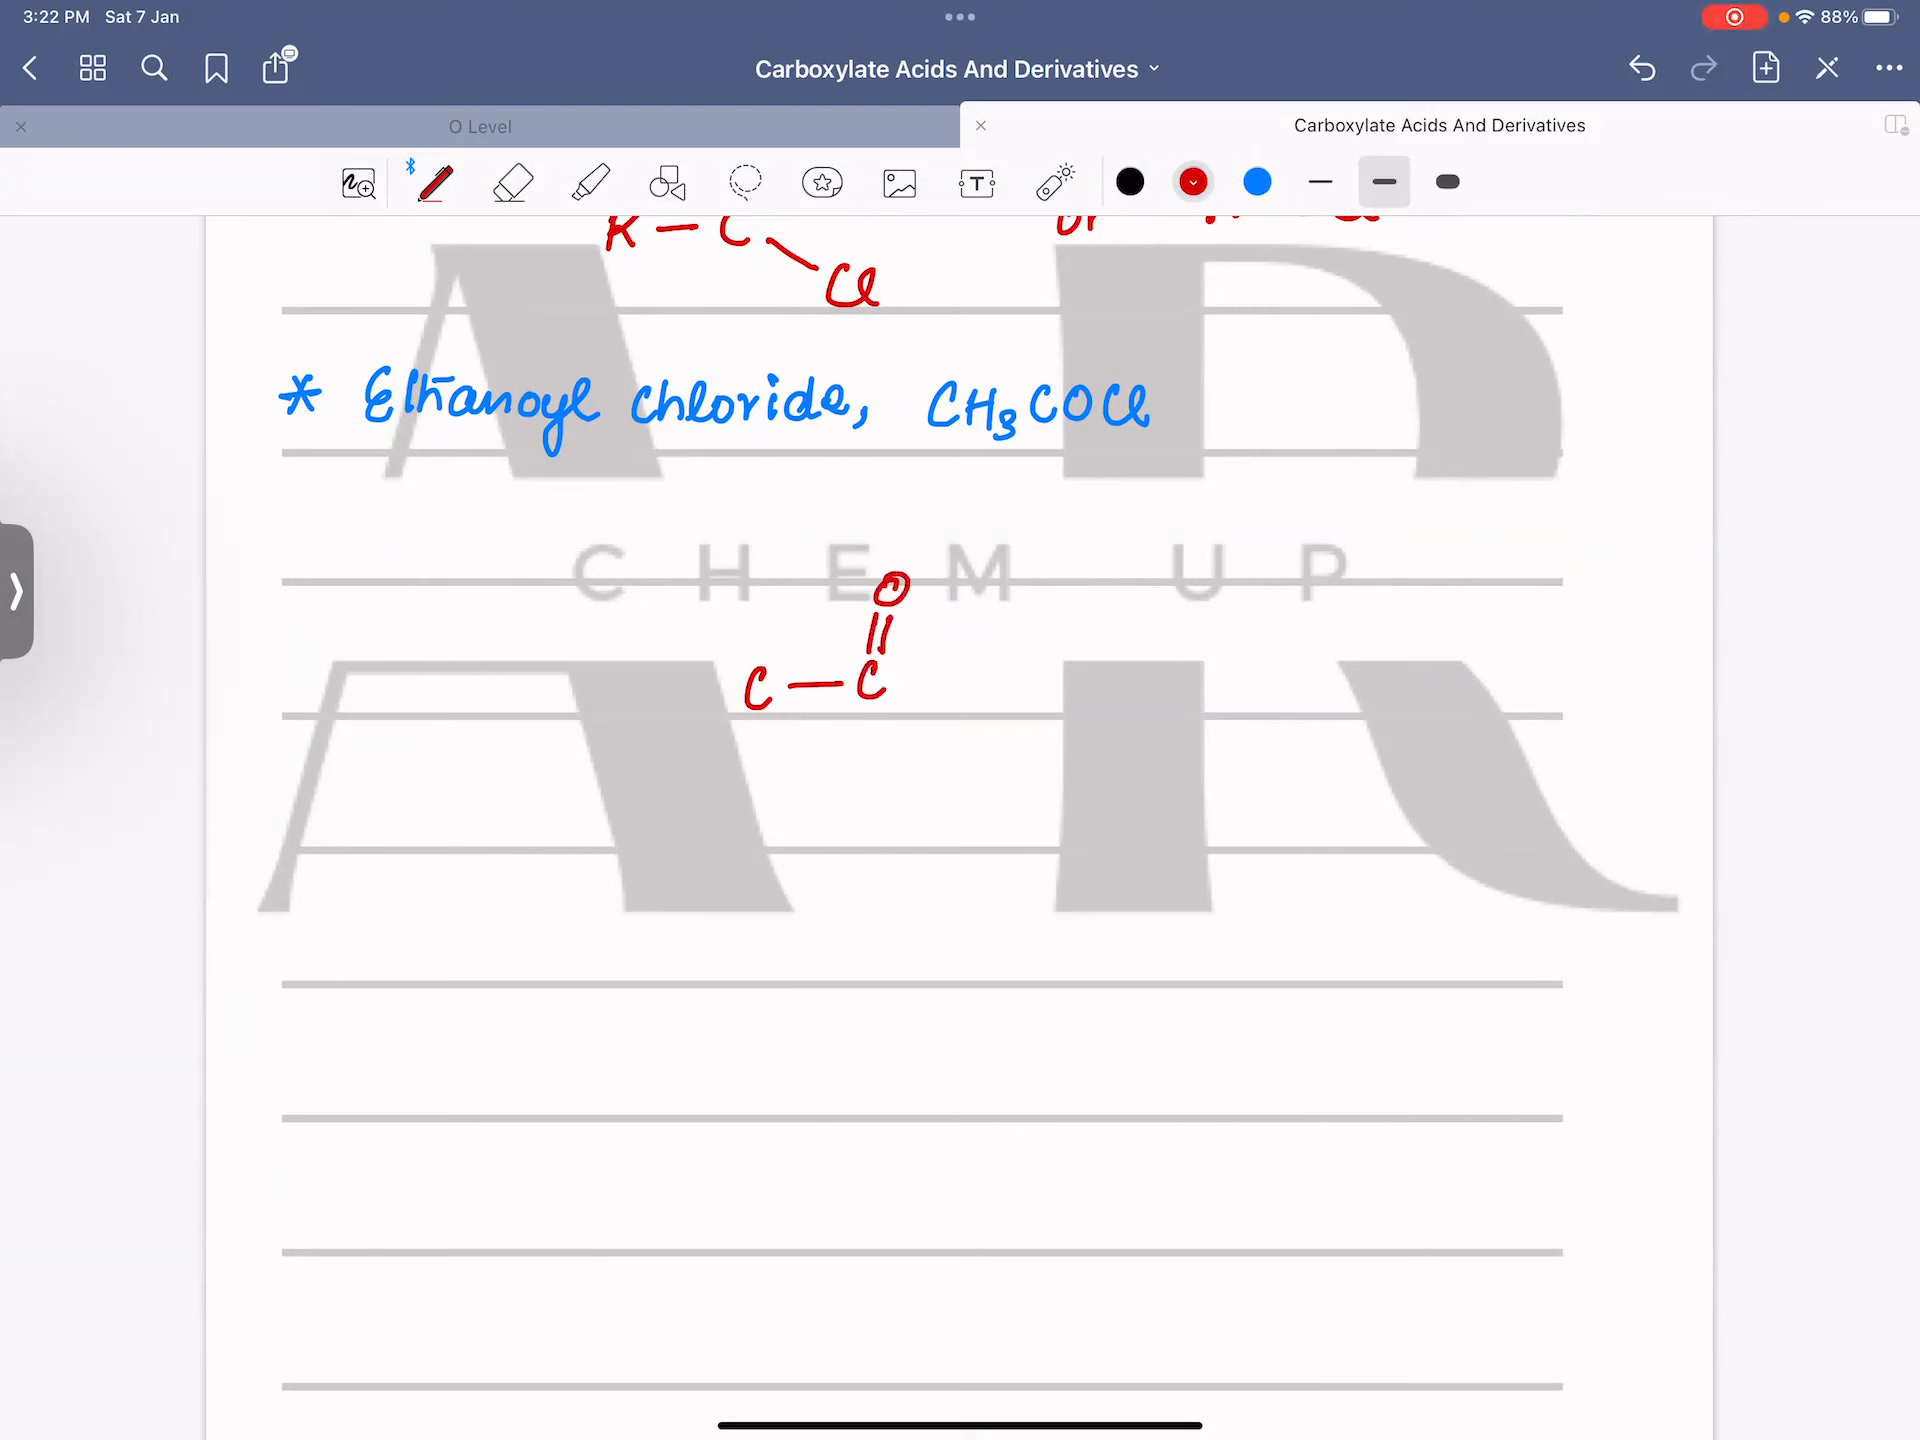 3:22 PM Sat 7 Jan
88%
Carboxylate Acids And Derivatives
O Level
Carboxylate Acids And Derivatives
T
R - C
Cl
or
* Ethanoyl chloride, CH3COCl
CHEM UP
O
C - C
A D
A R